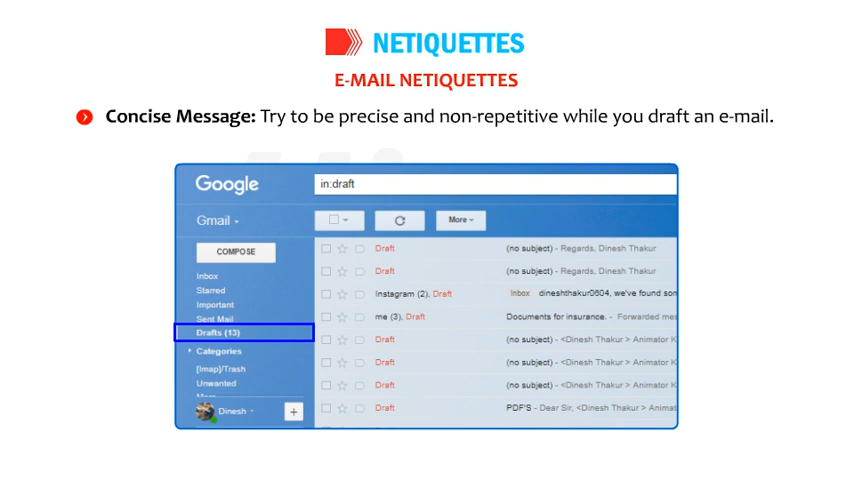 NETIQUETTES
E-MAIL NETIQUETTES
Concise Message: Try to be precise and non-repetitive while you draft an e-mail.
Google
in:draft
Gmail
More
COMPOSE
Inbox
Starred
Important
Sent Mail
Drafts (13)
Categories
[Imap]/Trash
Unwanted
Dinesh
+
Draft (no subject) - Regards, Dinesh Thakur
Draft (no subject) - Regards, Dinesh Thakur
Instagram (2), Draft Inbox dineshthakur0604, we've found
me (3), Draft Documents for insurance. - Forwarded
Draft (no subject) - <Dinesh Thakur > Animator
Draft (no subject) - <Dinesh Thakur > Animator
Draft (no subject) - <Dinesh Thakur > Animator
Draft PDF'S - Dear Sir, <Dinesh Thakur >